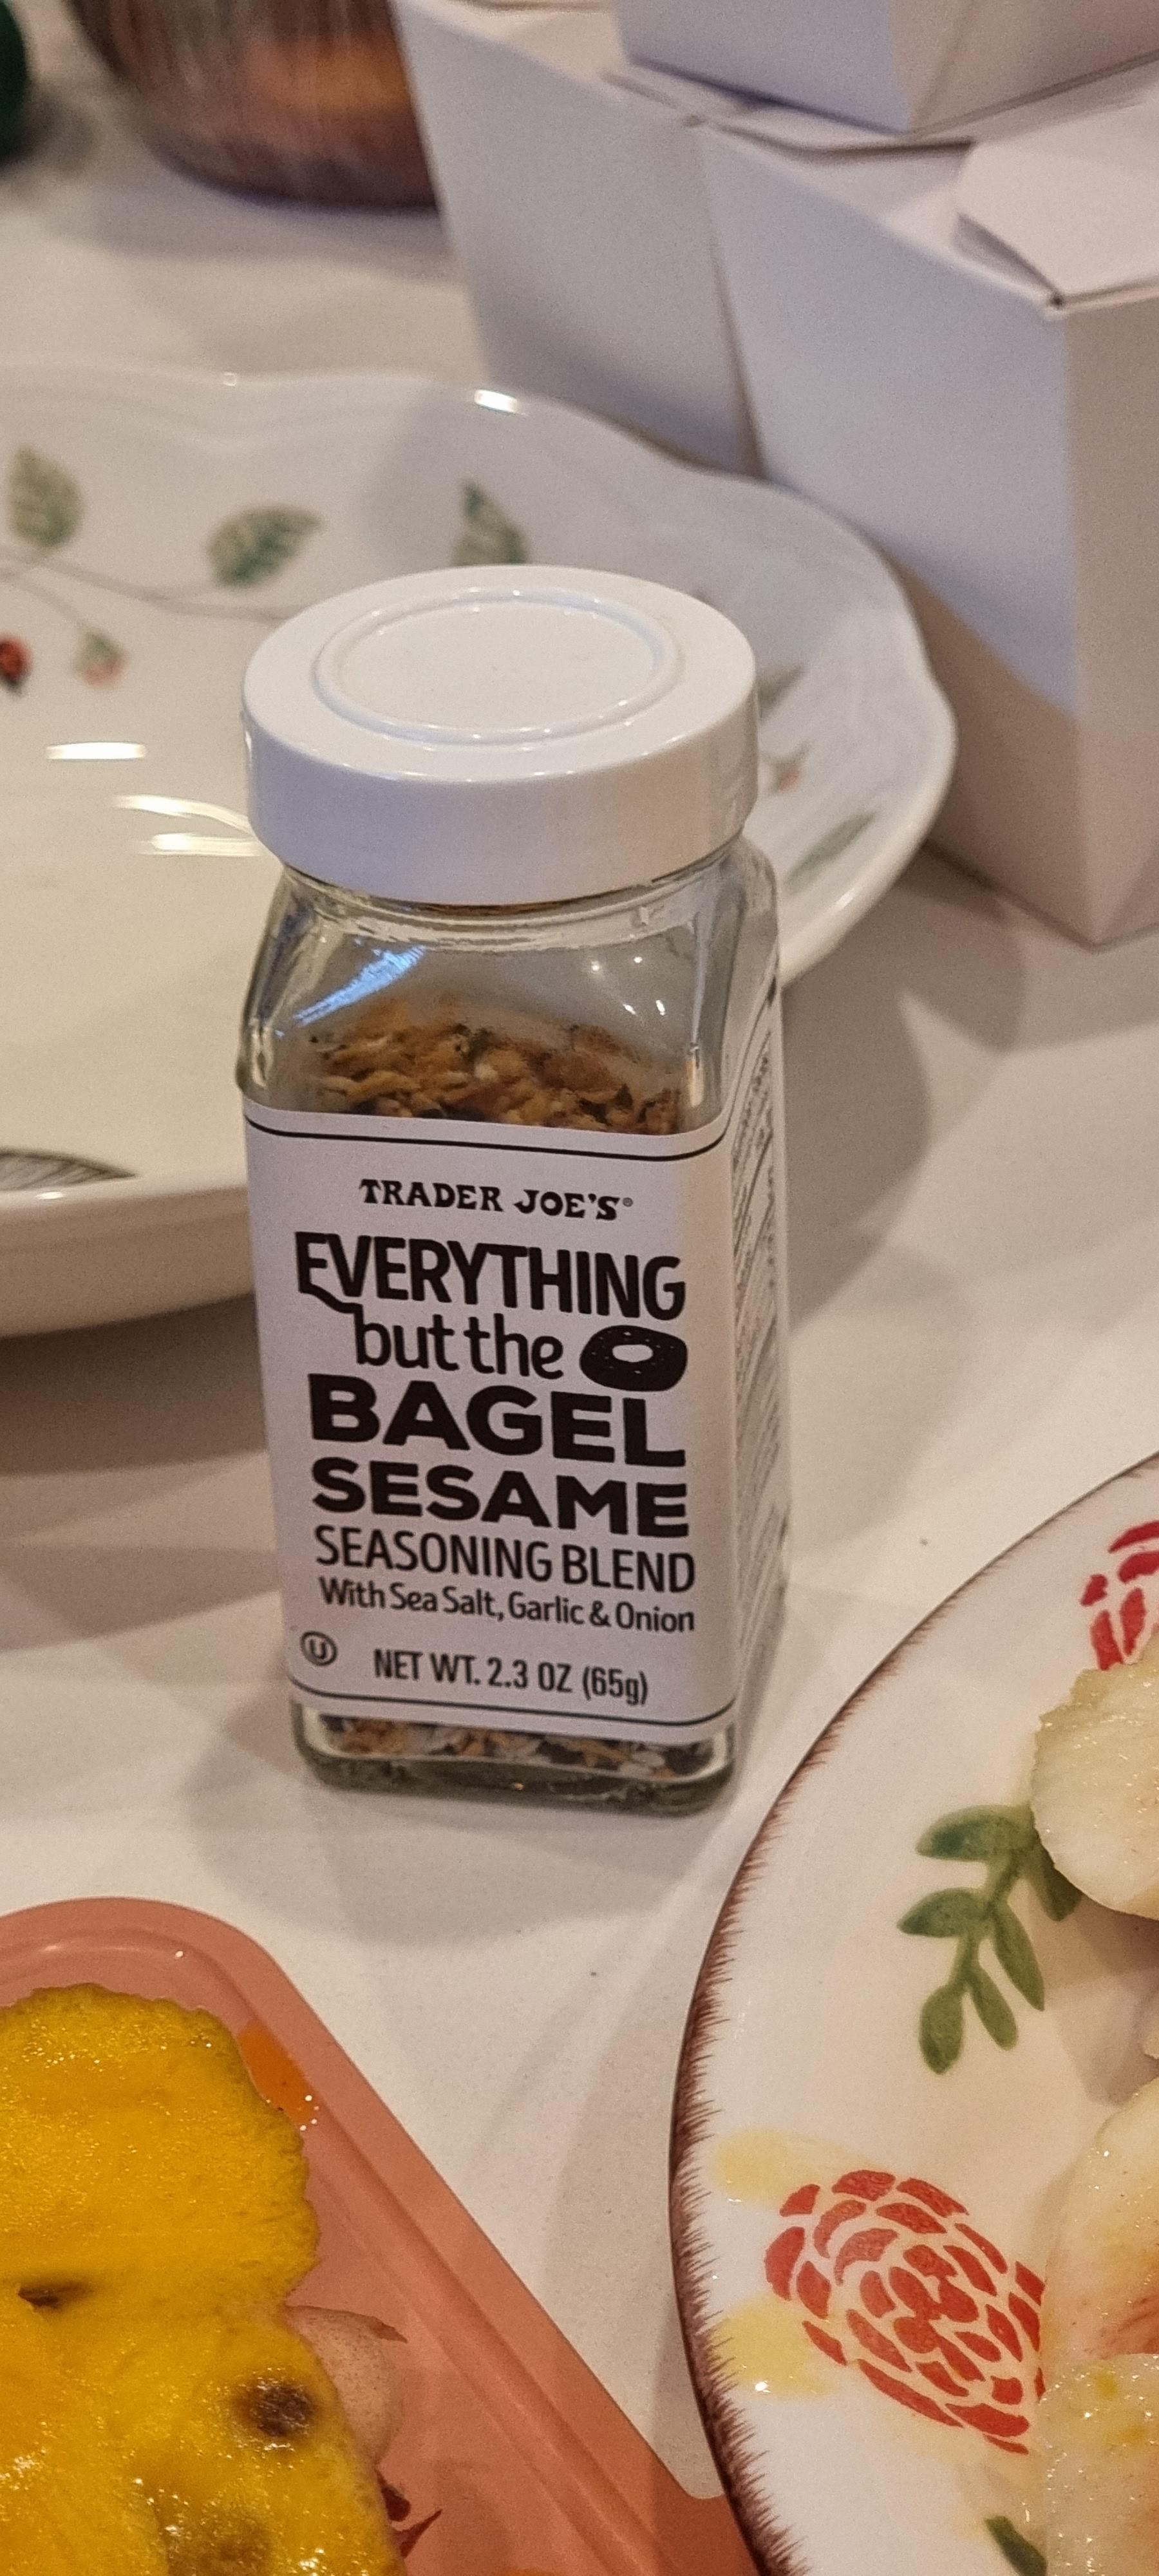 TRADER JOE'S®
EVERYTHING
but the
BAGEL
SESAME
SEASONING BLEND
With Sea Salt, Garlic & Onion
U
NET WT. 2.3 OZ (65g)